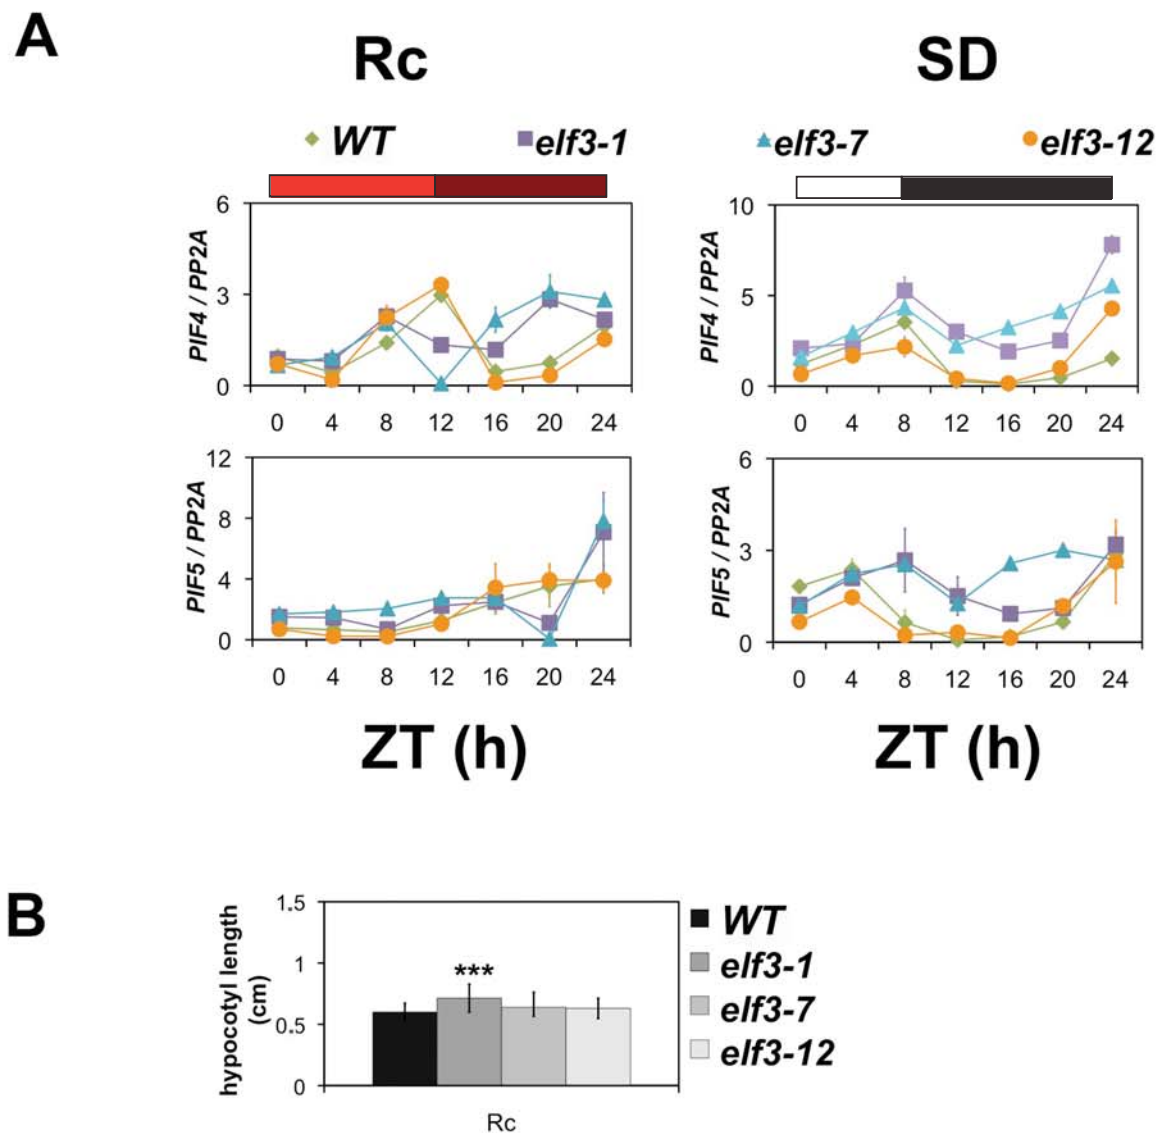 A
Rc
SD
WT
elf3-1
elf3-7
elf3-12
6
3
0
PIF4 / PP2A
0 4 8 12 16 20 24
10
5
0
PIF4 / PP2A
0 4 8 12 16 20 24
12
8
4
0
PIF5 / PP2A
0 4 8 12 16 20 24
6
3
0
PIF5 / PP2A
0 4 8 12 16 20 24
ZT (h)
ZT (h)
B
hypocotyl length
(cm)
1.5
1
0.5
0
***
Rc
WT
elf3-1
elf3-7
elf3-12